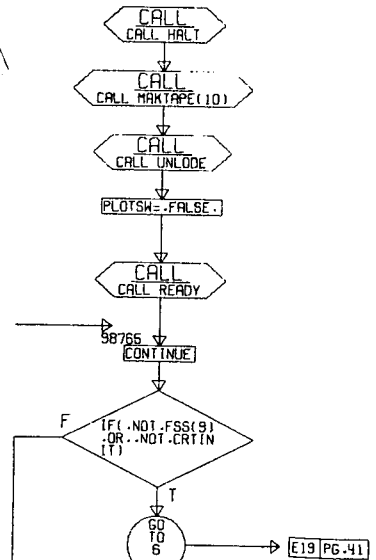 CALL
CALL HALT
CALL
CALL MAKTAPE(10)
CALL
CALL UNLODE
PLOTSW=.FALSE.
CALL
CALL READY
98765
CONTINUE
F
IF(.NOT.FSS(9)
.OR..NOT.CRTIN
IT)
T
GO
TO
6
E19 PG.41